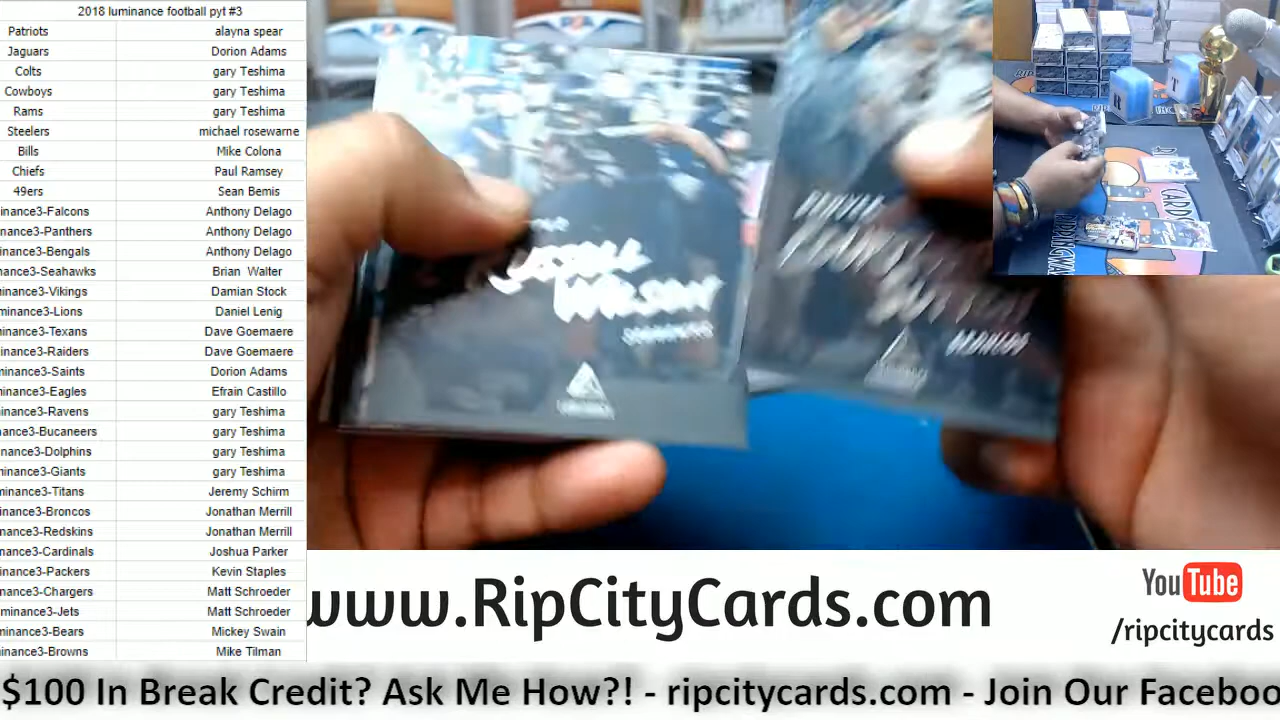 2018 luminance football pyt #3
Patriots alayna spear
Jaguars Dorion Adams
Colts gary Teshima
Cowboys gary Teshima
Rams gary Teshima
Steelers michael rosewarne
Bills Mike Colona
Chiefs Paul Ramsey
49ers Sean Bemis
inance3-Falcons Anthony Delago
inance3-Panthers Anthony Delago
inance3-Bengals Anthony Delago
nance3-Seahawks Brian Walter
inance3-Vikings Damian Stock
minance3-Lions Daniel Lenig
inance3-Texans Dave Goemaere
inance3-Raiders Dave Goemaere
inance3-Saints Dorion Adams
inance3-Eagles Efrain Castillo
inance3-Ravens gary Teshima
nance3-Bucaneers gary Teshima
nance3-Dolphins gary Teshima
inance3-Giants gary Teshima
minance3-Titans Jeremy Schirm
nance3-Broncos Jonathan Merrill
nance3-Redskins Jonathan Merrill
nance3-Cardinals Joshua Parker
inance3-Packers Kevin Staples
nance3-Chargers Matt Schroeder
minance3-Jets Matt Schroeder
minance3-Bears Mickey Swain
inance3-Browns Mike Tilman
WILSON
BRONCOS
www.RipCityCards.com
YouTube
/ripcitycards
$100 In Break Credit? Ask Me How?! - ripcitycards.com - Join Our Faceboo